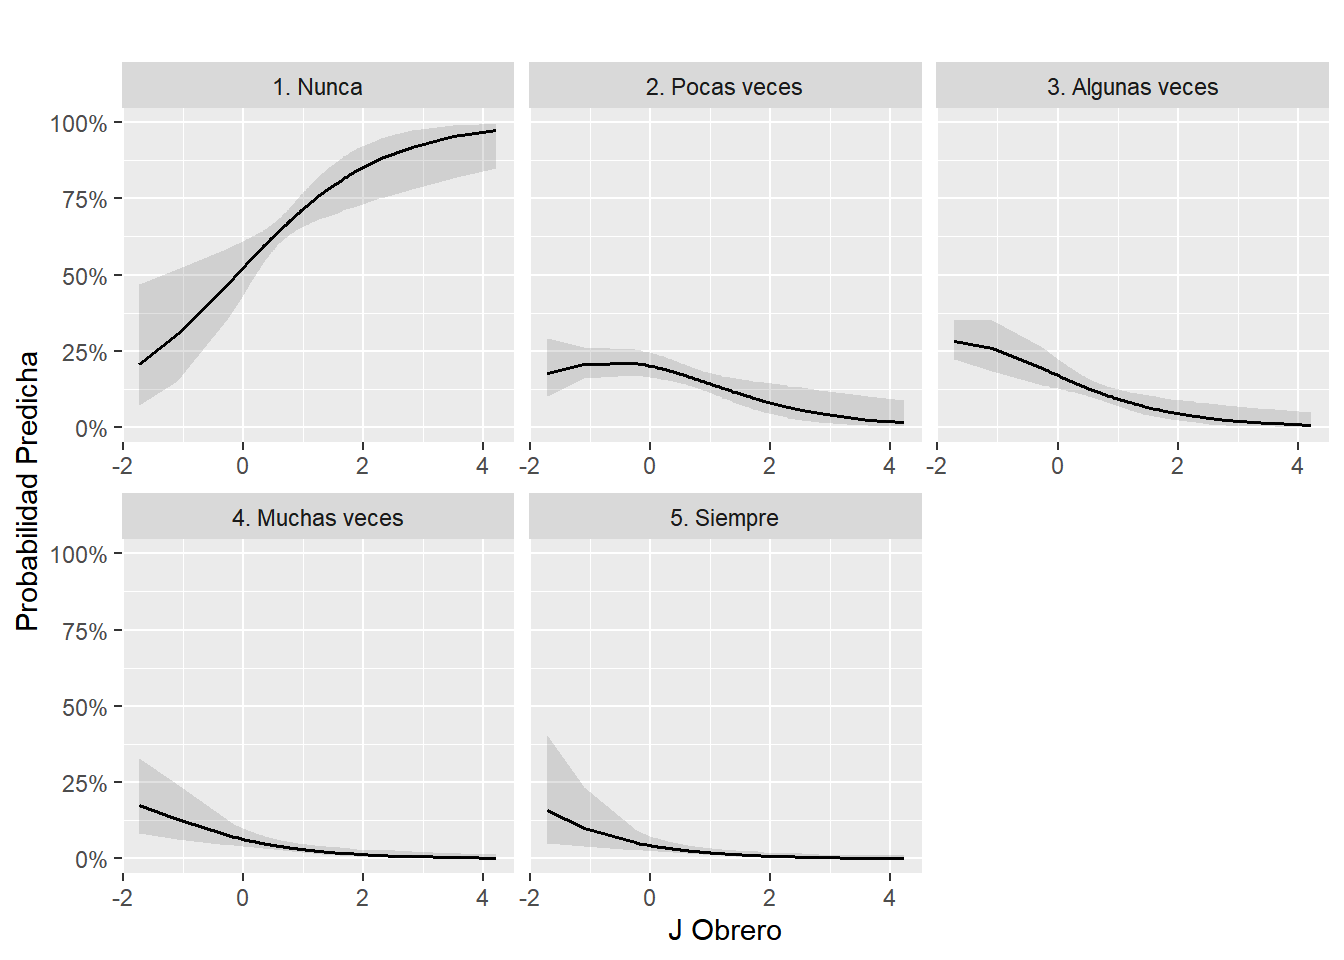 1. Nunca
2. Pocas veces
3. Algunas veces
100%
75%
50%
25%
0%
-2 0 2 4
-2 0 2 4
-2 0 2 4
4. Muchas veces
5. Siempre
100%
75%
50%
25%
0%
-2 0 2 4
-2 0 2 4
Probabilidad Predicha
J Obrero